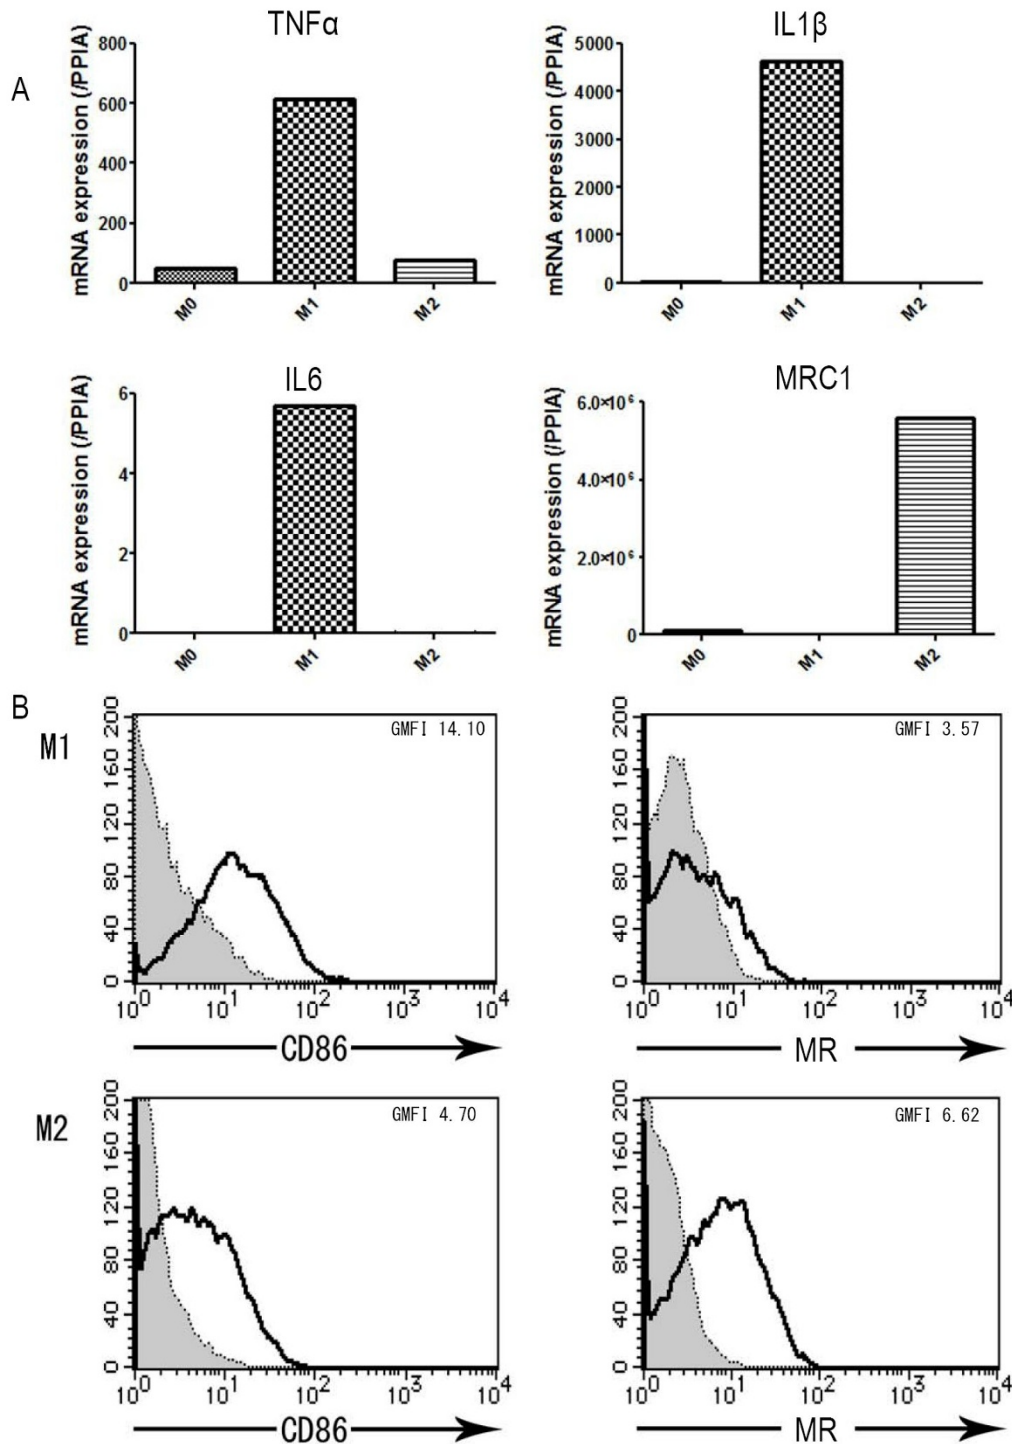 TNFα
IL1β
A
mRNA expression (/PPIA)
800
600
400
200
0
M0
M1
M2
mRNA expression (/PPIA)
5000
4000
3000
2000
1000
0
M0
M1
M2
IL6
MRC1
mRNA expression (/PPIA)
6
4
2
0
M0
M1
M2
mRNA expression (/PPIA)
6.0×10⁶
4.0×10⁶
2.0×10⁶
0
M0
M1
M2
B
M1
GMFI 14.10
200
160
120
80
40
0
10⁰ 10¹ 10² 10³ 10⁴
CD86
GMFI 3.57
200
160
120
80
40
0
10⁰ 10¹ 10² 10³ 10⁴
MR
M2
GMFI 4.70
200
160
120
80
40
0
10⁰ 10¹ 10² 10³ 10⁴
CD86
GMFI 6.62
200
160
120
80
40
0
10⁰ 10¹ 10² 10³ 10⁴
MR